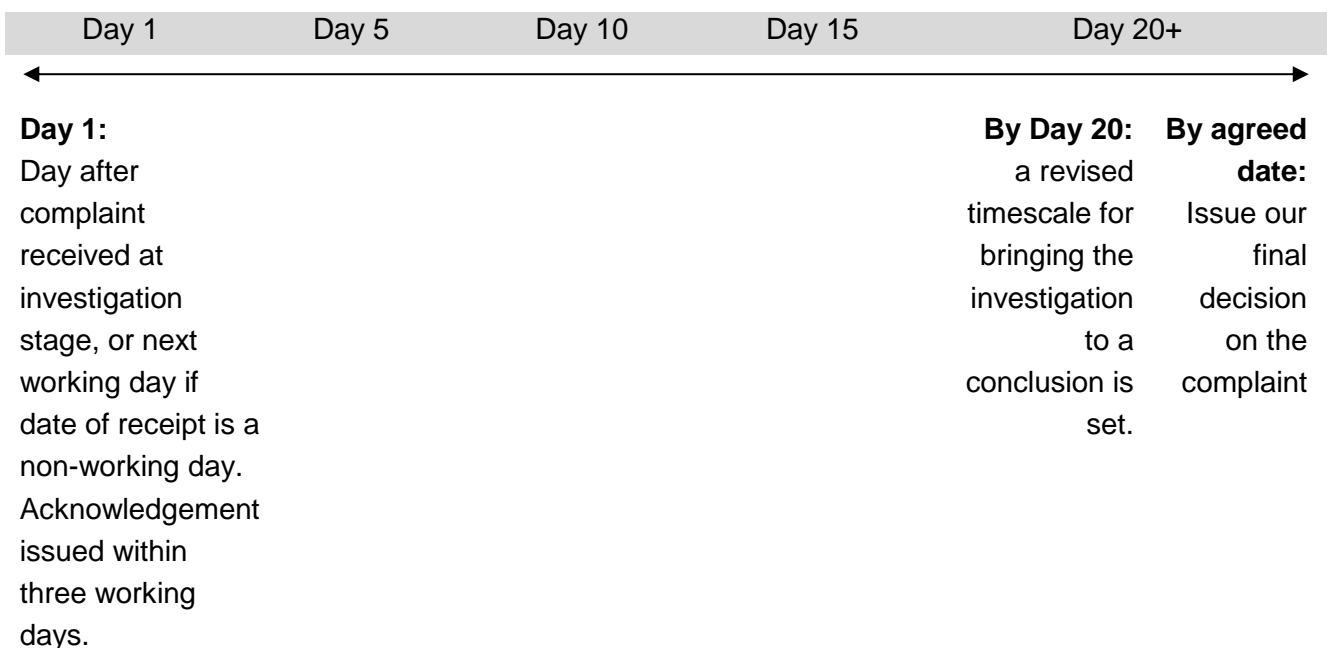 Day 1 Day 5 Day 10 Day 15 Day 20+
Day 1:
Day after
complaint
received at
investigation
stage, or next
working day if
date of receipt is a
non-working day.
Acknowledgement
issued within
three working
days.
By Day 20:
a revised
timescale for
bringing the
investigation
to a
conclusion is
set.
By agreed
date:
Issue our
final
decision
on the
complaint